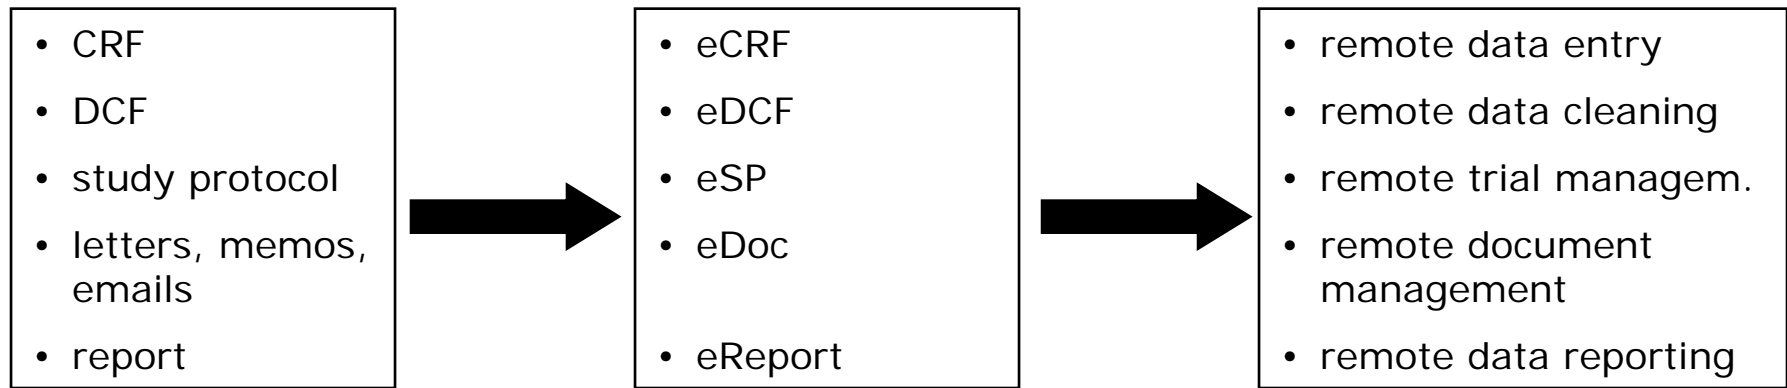 • CRF
• DCF
• study protocol
• letters, memos,
emails
• report
• eCRF
• eDCF
• eSP
• eDoc
• eReport
• remote data entry
• remote data cleaning
• remote trial managem.
• remote document
management
• remote data reporting